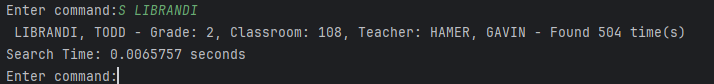 Enter command:S LIBRANDI
LIBRANDI, TODD - Grade: 2, Classroom: 108, Teacher: HAMER, GAVIN - Found 504 time(s)
Search Time: 0.0065757 seconds
Enter command: